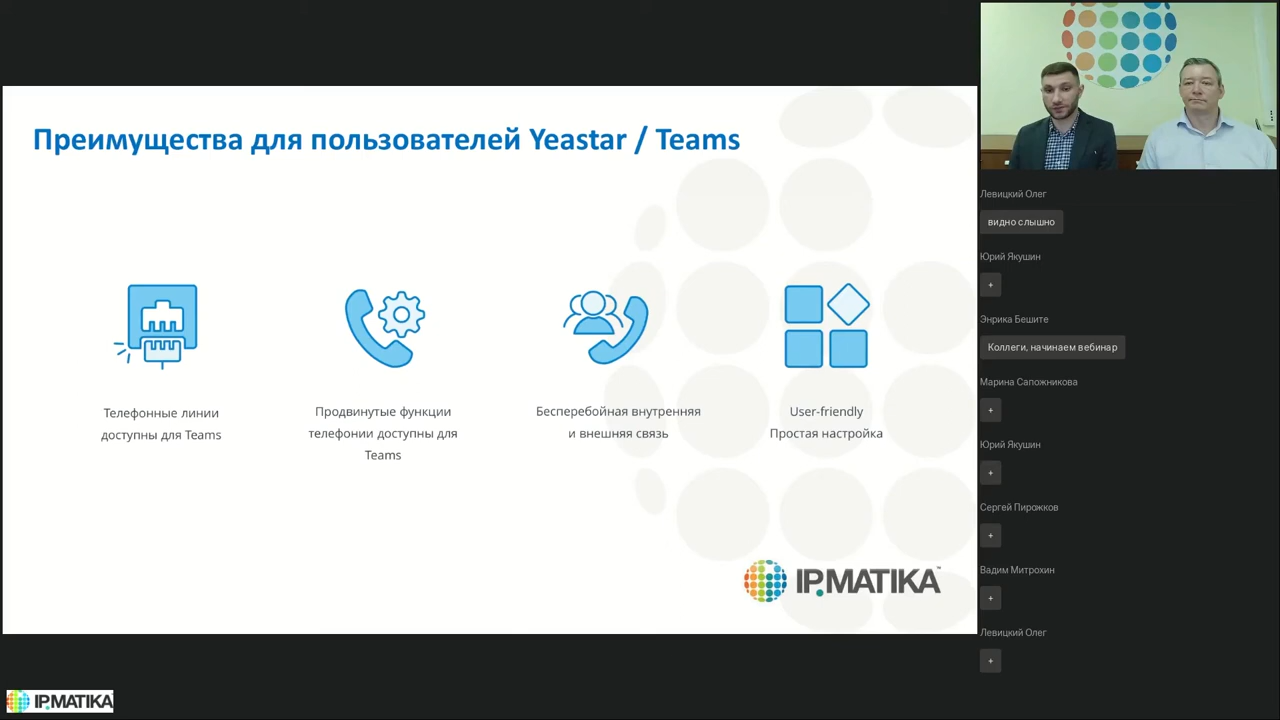 Преимущества для пользователей Yeastar / Teams
Телефонные линии
доступны для Teams
Продвинутые функции
телефонии доступны для
Teams
Бесперебойная внутренняя
и внешняя связь
User-friendly
Простая настройка
IP.MATIKA™
IP.MATIKA
Левицкий Олег
видно слышно
Юрий Якушин
+
Энрика Бешите
Коллеги, начинаем вебинар
Марина Сапожникова
+
Юрий Якушин
+
Сергей Пирожков
+
Вадим Митрохин
+
Левицкий Олег
+